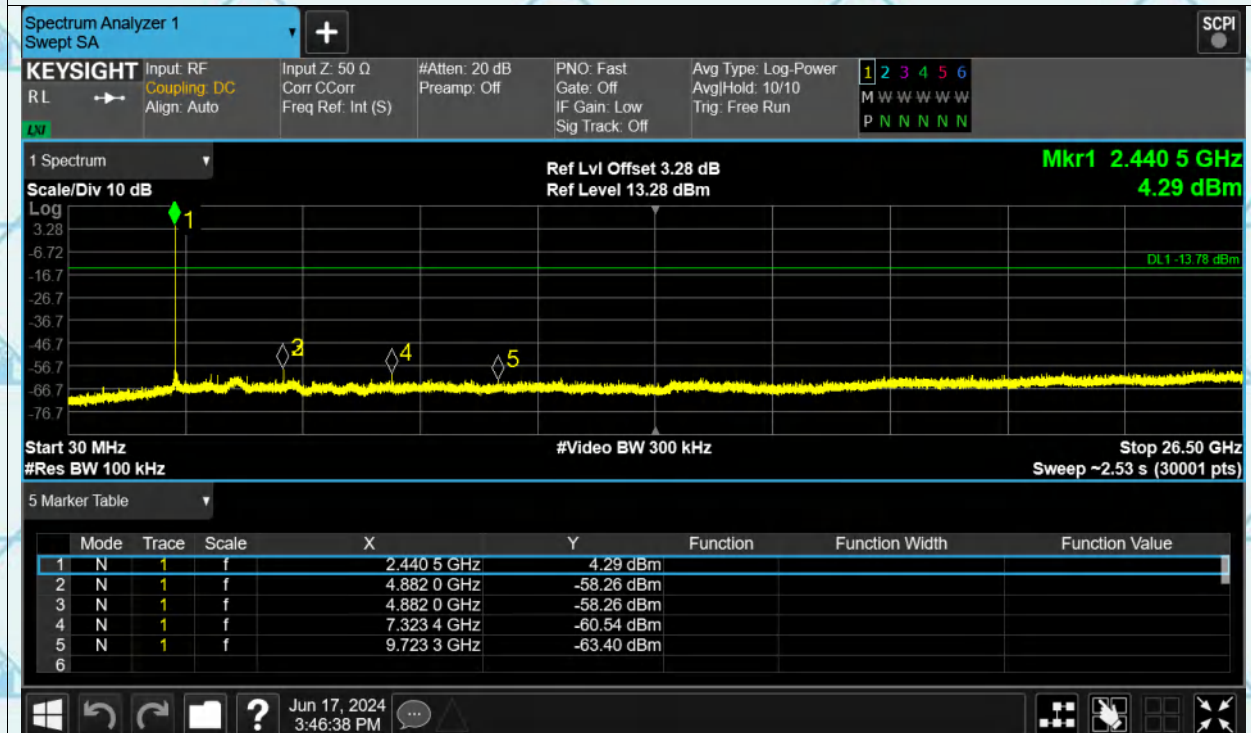 Spectrum Analyzer 1
Swept SA
+
SCPI
KEYSIGHT
RL
LXI
Input: RF
Coupling: DC
Align: Auto
Input Z: 50 Ω
Corr CCorr
Freq Ref: Int (S)
#Atten: 20 dB
Preamp: Off
PNO: Fast
Gate: Off
IF Gain: Low
Sig Track: Off
Avg Type: Log-Power
Avg|Hold: 10/10
Trig: Free Run
1 2 3 4 5 6
M W W W W W
P N N N N N
1 Spectrum
Ref Lvl Offset 3.28 dB
Mkr1 2.440 5 GHz
Scale/Div 10 dB
Ref Level 13.28 dBm
4.29 dBm
Log
1
3.28
-6.72
DL1 -13.78 dBm
-16.7
-26.7
-36.7
-46.7
3
4
5
-56.7
-66.7
-76.7
Start 30 MHz
#Video BW 300 kHz
Stop 26.50 GHz
#Res BW 100 kHz
Sweep ~2.53 s (30001 pts)
5 Marker Table
Mode Trace Scale X Y Function Function Width Function Value
1 N 1 f 2.440 5 GHz 4.29 dBm
2 N 1 f 4.882 0 GHz -58.26 dBm
3 N 1 f 4.882 0 GHz -58.26 dBm
4 N 1 f 7.323 4 GHz -60.54 dBm
5 N 1 f 9.723 3 GHz -63.40 dBm
6
?
Jun 17, 2024
3:46:38 PM